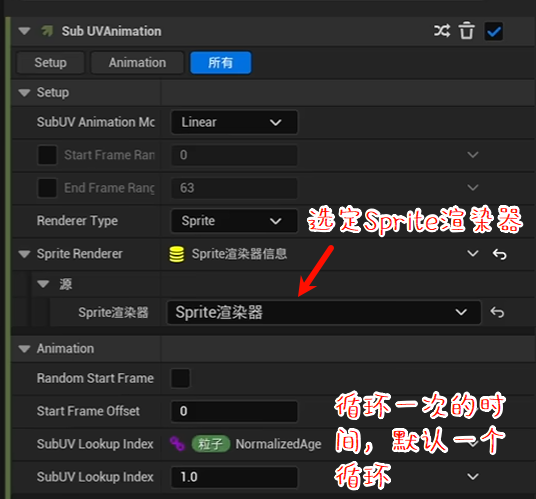 Sub UVAnimation
Setup Animation 所有
Setup
SubUV Animation Mo Linear
Start Frame Ran 0
End Frame Rang 63
Renderer Type Sprite
选定Sprite渲染器
Sprite Renderer Sprite渲染器信息
源
Sprite渲染器 Sprite渲染器
Animation
Random Start Frame
Start Frame Offset 0
SubUV Lookup Index 粒子 NormalizedAge
SubUV Lookup Index 1.0
循环一次的时
间，默认一个
循环